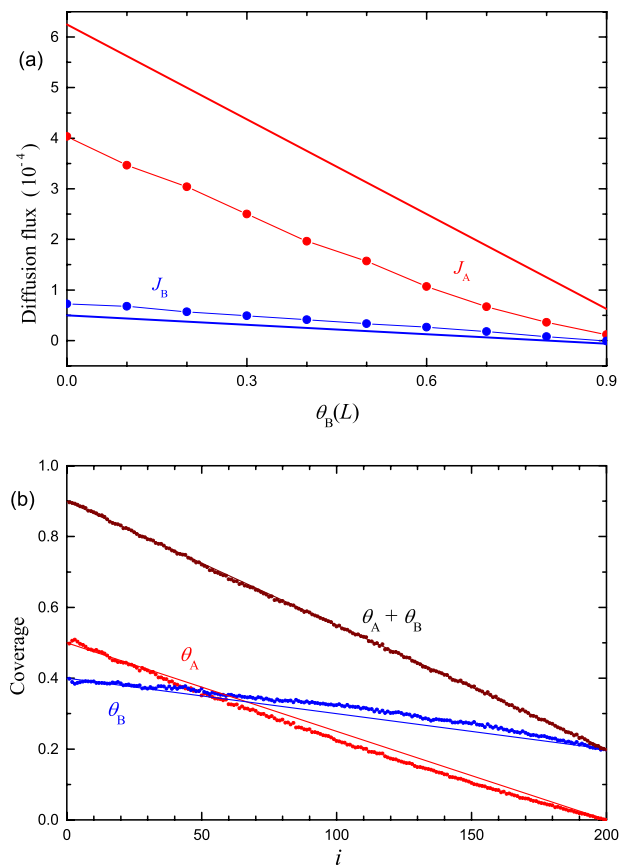 (a)
Diffusion flux (10⁻⁴)
6
5
4
3
2
1
0
J_A
J_B
0.0 0.3 0.6 0.9
θ_B(L)
(b)
Coverage
1.0
0.8
0.6
0.4
0.2
0.0
θ_A + θ_B
θ_A
θ_B
0 50 100 150 200
i